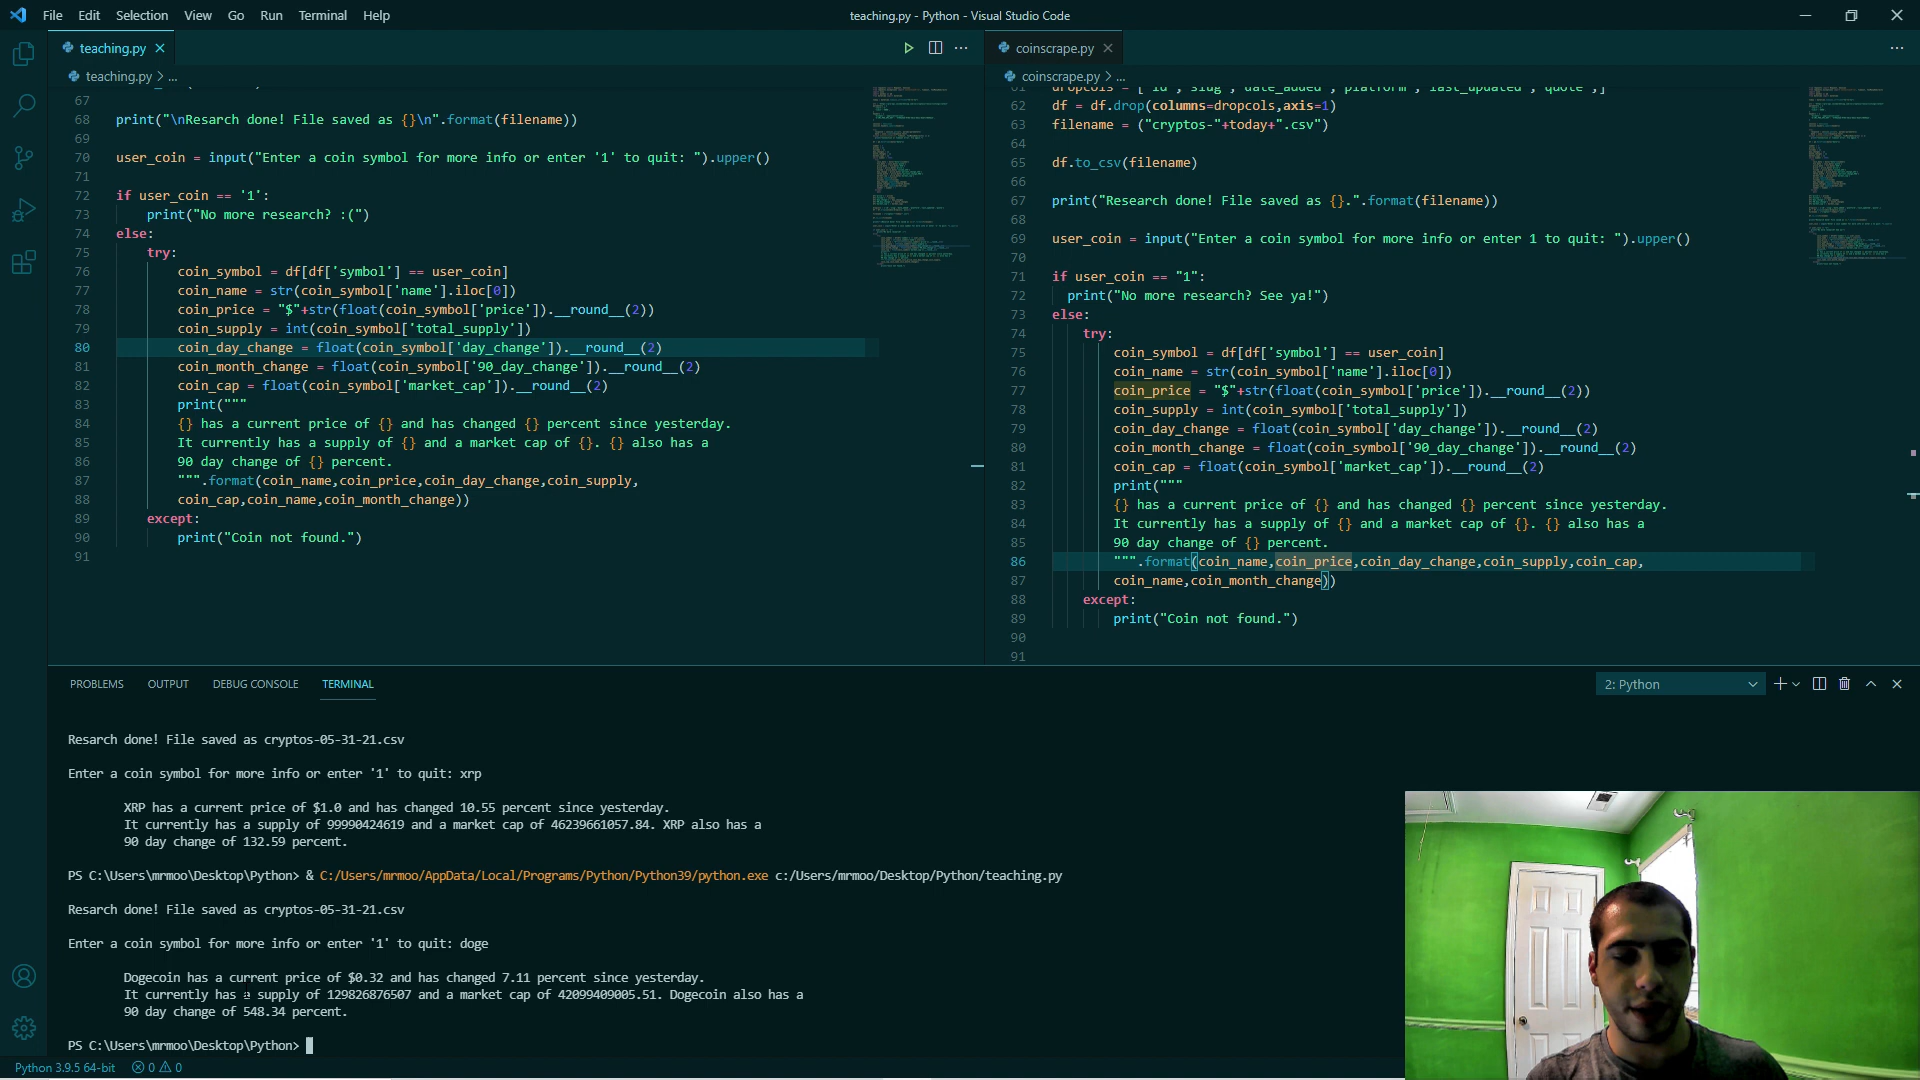 File Edit Selection View Go Run Terminal Help
teaching.py - Python - Visual Studio Code
teaching.py
teaching.py > ...
67
68 print("\nResarch done! File saved as {}\n".format(filename))
69
70 user_coin = input("Enter a coin symbol for more info or enter '1' to quit: ").upper()
71
72 if user_coin == '1':
73 print("No more research? :(")
74 else:
75 try:
76 coin_symbol = df[df['symbol'] == user_coin]
77 coin_name = str(coin_symbol['name'].iloc[0])
78 coin_price = "$"+str(float(coin_symbol['price']).__round__(2))
79 coin_supply = int(coin_symbol['total_supply'])
80 coin_day_change = float(coin_symbol['day_change']).__round__(2)
81 coin_month_change = float(coin_symbol['90_day_change']).__round__(2)
82 coin_cap = float(coin_symbol['market_cap']).__round__(2)
83 print("""
84 {} has a current price of {} and has changed {} percent since yesterday.
85 It currently has a supply of {} and a market cap of {}. {} also has a
86 90 day change of {} percent.
87 """.format(coin_name,coin_price,coin_day_change,coin_supply,
88 coin_cap,coin_name,coin_month_change))
89 except:
90 print("Coin not found.")
91
coinscrape.py
coinscrape.py > ...
61 dropcols = ['id','slug','date_added','platform','last_updated','quote',]
62 df = df.drop(columns=dropcols,axis=1)
63 filename = ("cryptos-"+today+".csv")
64
65 df.to_csv(filename)
66
67 print("Research done! File saved as {}.".format(filename))
68
69 user_coin = input("Enter a coin symbol for more info or enter 1 to quit: ").upper()
70
71 if user_coin == "1":
72 print("No more research? See ya!")
73 else:
74 try:
75 coin_symbol = df[df['symbol'] == user_coin]
76 coin_name = str(coin_symbol['name'].iloc[0])
77 coin_price = "$"+str(float(coin_symbol['price']).__round__(2))
78 coin_supply = int(coin_symbol['total_supply'])
79 coin_day_change = float(coin_symbol['day_change']).__round__(2)
80 coin_month_change = float(coin_symbol['90_day_change']).__round__(2)
81 coin_cap = float(coin_symbol['market_cap']).__round__(2)
82 print("""
83 {} has a current price of {} and has changed {} percent since yesterday.
84 It currently has a supply of {} and a market cap of {}. {} also has a
85 90 day change of {} percent.
86 """.format(coin_name,coin_price,coin_day_change,coin_supply,coin_cap,
87 coin_name,coin_month_change))
88 except:
89 print("Coin not found.")
90
91
PROBLEMS OUTPUT DEBUG CONSOLE TERMINAL
2: Python
Resarch done! File saved as cryptos-05-31-21.csv
Enter a coin symbol for more info or enter '1' to quit: xrp
XRP has a current price of $1.0 and has changed 10.55 percent since yesterday.
It currently has a supply of 99990424619 and a market cap of 46239661057.84. XRP also has a
90 day change of 132.59 percent.
PS C:\Users\mrmoo\Desktop\Python> & C:/Users/mrmoo/AppData/Local/Programs/Python/Python39/python.exe c:/Users/mrmoo/Desktop/Python/teaching.py
Resarch done! File saved as cryptos-05-31-21.csv
Enter a coin symbol for more info or enter '1' to quit: doge
Dogecoin has a current price of $0.32 and has changed 7.11 percent since yesterday.
It currently has a supply of 129826876507 and a market cap of 42099409005.51. Dogecoin also has a
90 day change of 548.34 percent.
PS C:\Users\mrmoo\Desktop\Python>
Python 3.9.5 64-bit 0 0